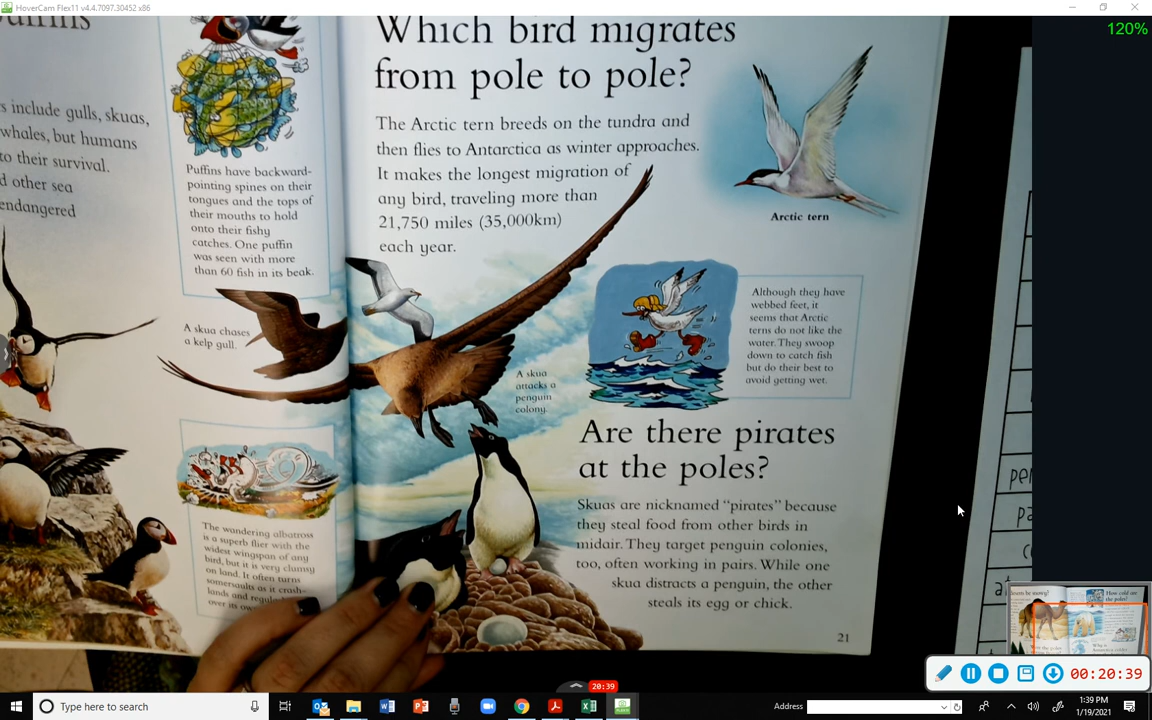 HoverCam Flex11 v4.4.7097.30452 x86
120%
rs include gulls, skuas,
whales, but humans
to their survival.
d other sea
endangered
Puffins have backward-
pointing spines on their
tongues and the tops of
their mouths to hold
onto their fishy
catches. One puffin
was seen with more
than 60 fish in its beak.
A skua chases
a kelp gull.
The wandering albatross
is a superb flier with the
widest wingspan of any
bird, but it is very clumsy
on land. It often turns
somersaults as it crash-
lands and
over its
Which bird migrates
from pole to pole?
The Arctic tern breeds on the tundra and
then flies to Antarctica as winter approaches.
It makes the longest migration of
any bird, traveling more than
21,750 miles (35,000km)
each year.
Arctic tern
A skua
attacks a
penguin
colony.
Although they have
webbed feet, it
seems that Arctic
terns do not like the
water. They swoop
down to catch fish
but do their best to
avoid getting wet.
Are there pirates
at the poles?
Skuas are nicknamed "pirates" because
they steal food from other birds in
midair. They target penguin colonies,
too, often working in pairs. While one
skua distracts a penguin, the other
steals its egg or chick.
21
How cold are
the poles?
00:20:39
20:39
Type here to search
Address
1:39 PM
1/19/2021